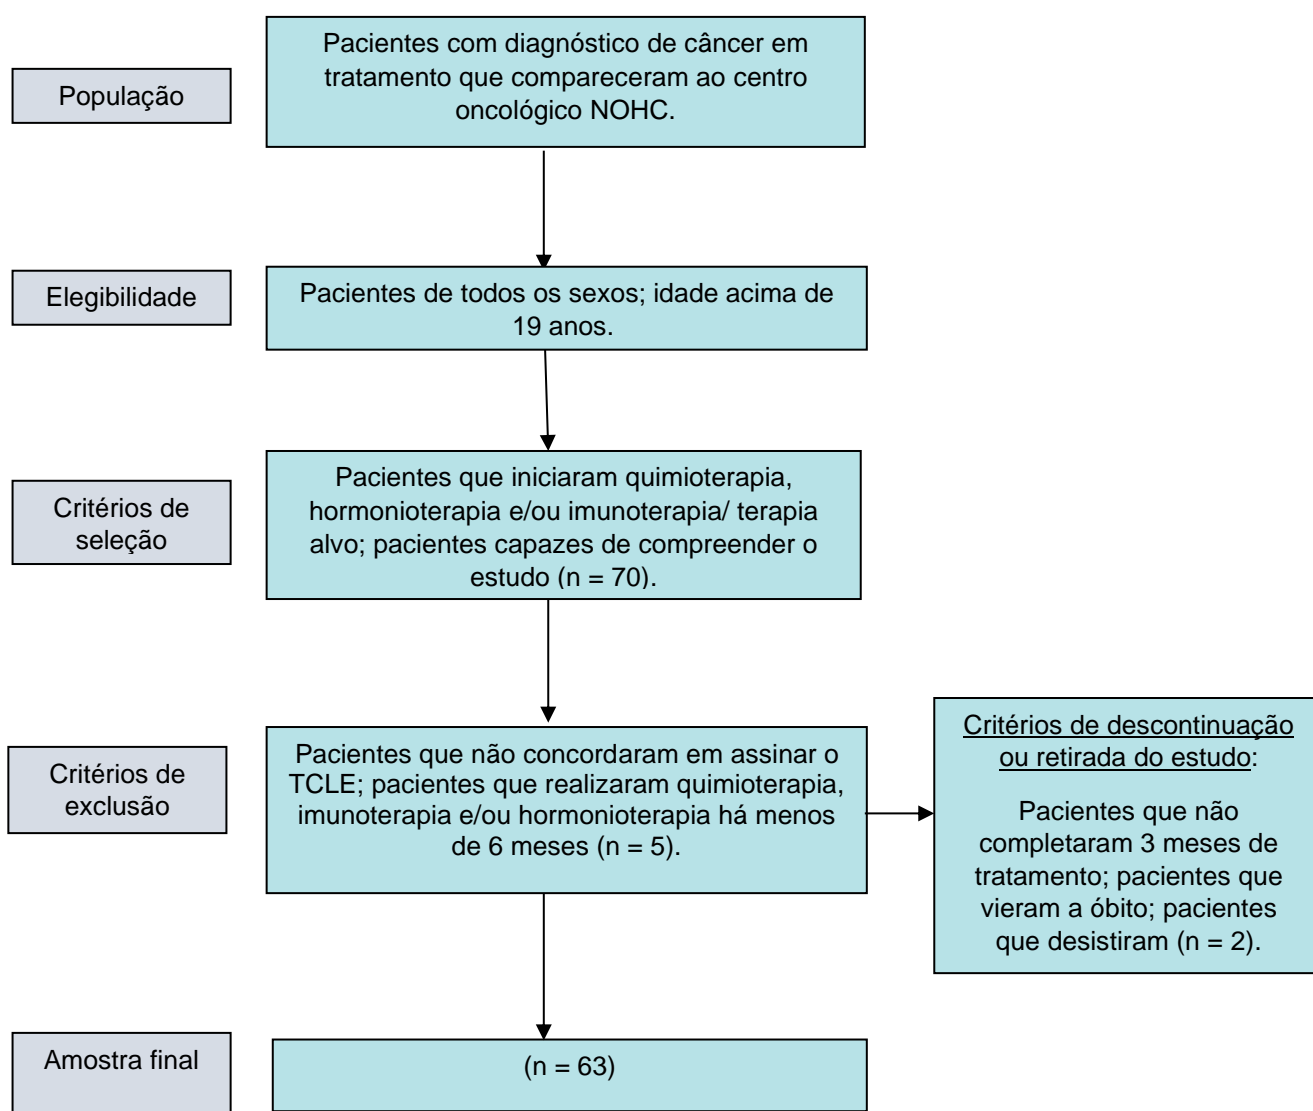 População
Pacientes com diagnóstico de câncer em
tratamento que compareceram ao centro
oncológico NOHC.
Elegibilidade
Pacientes de todos os sexos; idade acima de
19 anos.
Critérios de
seleção
Pacientes que iniciaram quimioterapia,
hormonioterapia e/ou imunoterapia/ terapia
alvo; pacientes capazes de compreender o
estudo (n = 70).
Critérios de
exclusão
Pacientes que não concordaram em assinar o
TCLE; pacientes que realizaram quimioterapia,
imunoterapia e/ou hormonioterapia há menos
de 6 meses (n = 5).
Critérios de descontinuação
ou retirada do estudo:
Pacientes que não
completaram 3 meses de
tratamento; pacientes que
vieram a óbito; pacientes
que desistiram (n = 2).
Amostra final
(n = 63)